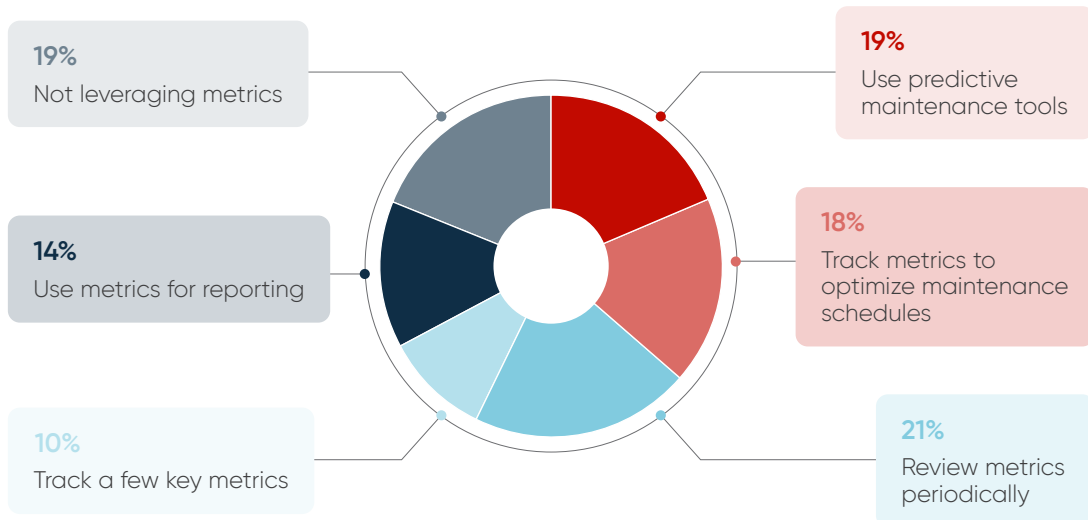 19%
Not leveraging metrics
19%
Use predictive
maintenance tools
14%
Use metrics for reporting
18%
Track metrics to
optimize maintenance
schedules
10%
Track a few key metrics
21%
Review metrics
periodically